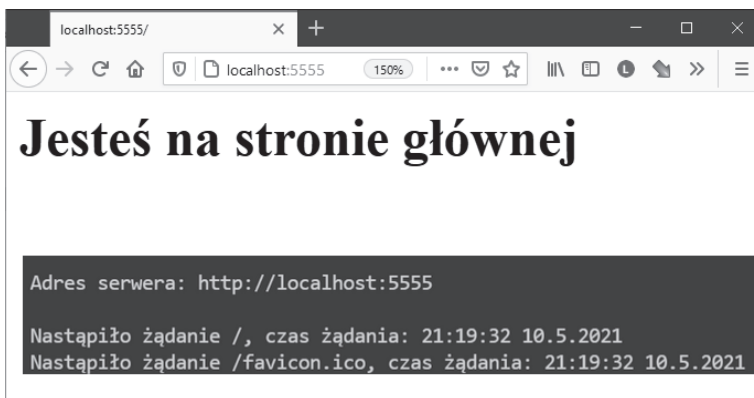 localhost:5555/
localhost:5555 150%
Jesteś na stronie głównej
Adres serwera: http://localhost:5555
Nastąpiło żądanie /, czas żądania: 21:19:32 10.5.2021
Nastąpiło żądanie /favicon.ico, czas żądania: 21:19:32 10.5.2021